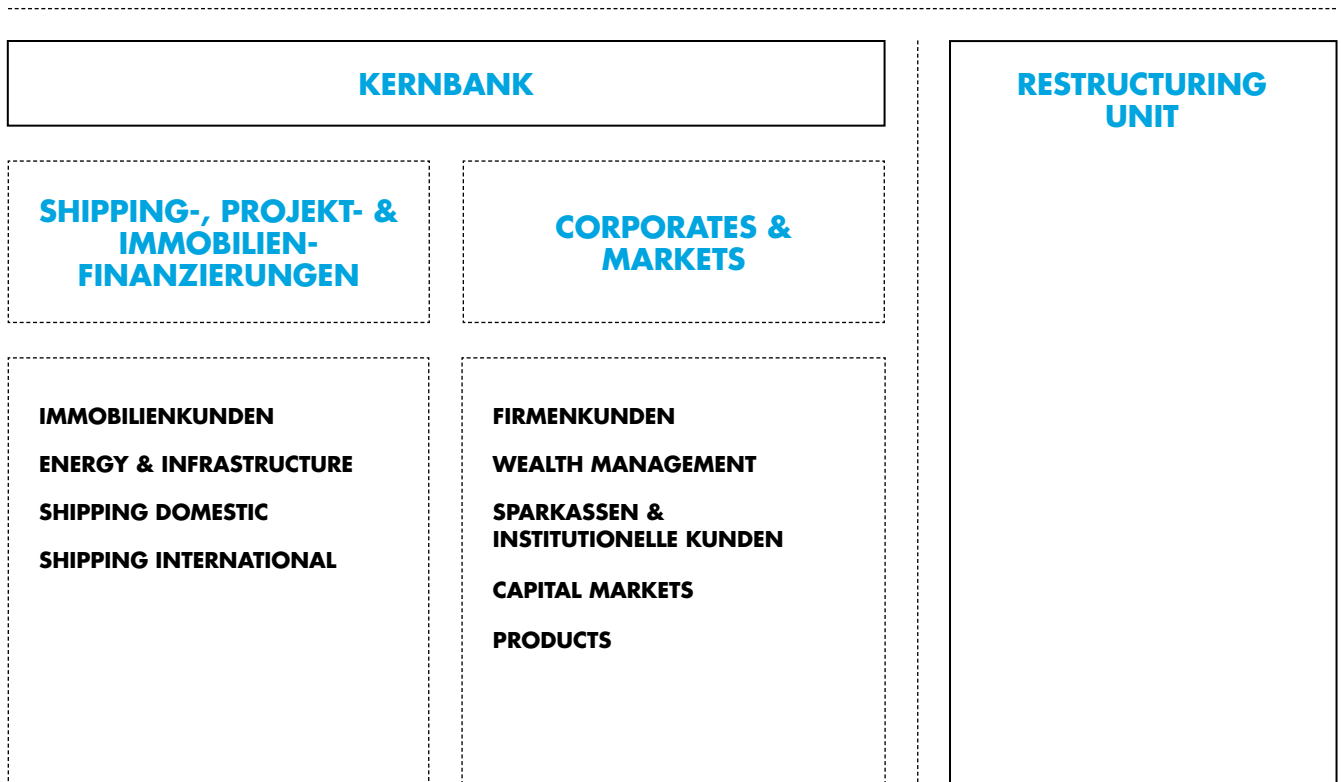 KERNBANK
SHIPPING-, PROJEKT- &
IMMOBILIEN-
FINANZIERUNGEN
CORPORATES &
MARKETS
IMMOBILIENKUNDEN
ENERGY & INFRASTRUCTURE
SHIPPING DOMESTIC
SHIPPING INTERNATIONAL
FIRMENKUNDEN
WEALTH MANAGEMENT
SPARKASSEN &
INSTITUTIONELLE KUNDEN
CAPITAL MARKETS
PRODUCTS
RESTRUCTURING
UNIT